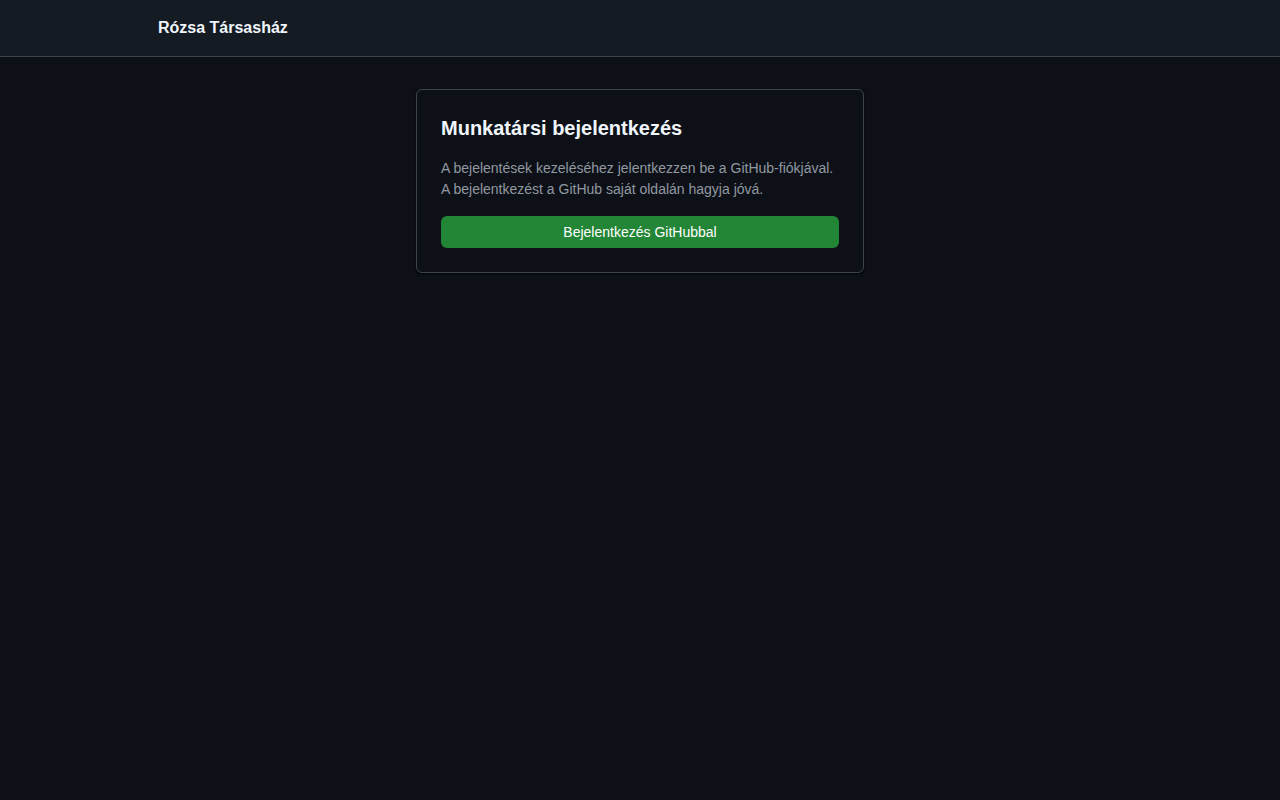 Rózsa Társasház
Munkatársi bejelentkezés
A bejelentések kezeléséhez jelentkezzen be a GitHub-fiókjával.
A bejelentkezést a GitHub saját oldalán hagyja jóvá.
Bejelentkezés GitHubbal